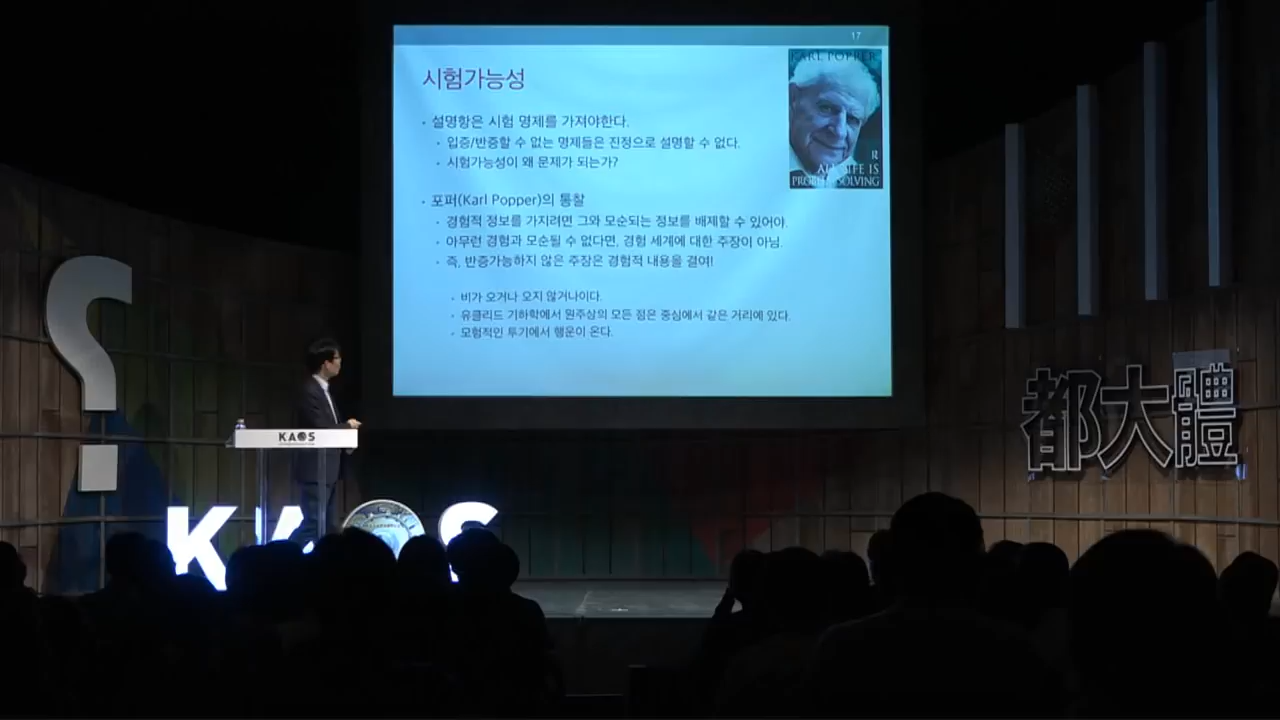 17
시험가능성
• 설명항은 시험 명제를 가져야한다.
• 입증/반증할 수 없는 명제들은 진정으로 설명할 수 없다.
• 시험가능성이 왜 문제가 되는가?
• 포퍼(Karl Popper)의 통찰
• 경험적 정보를 가지려면 그와 모순되는 정보를 배제할 수 있어야.
• 아무런 경험과 모순될 수 없다면, 경험 세계에 대한 주장이 아님.
• 즉, 반증가능하지 않은 주장은 경험적 내용을 결여!
• 비가 오거나 오지 않거나이다.
• 유클리드 기하학에서 원주상의 모든 점은 중심에서 같은 거리에 있다.
• 모험적인 투기에서 행운이 온다.
KARL POPPER
ALL LIFE IS
PROBLEM SOLVING
?
KAOS
KAOS
都大體